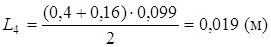 L₄ = (0,4 + 0,16) · 0,099 / 2 = 0,019 (м)